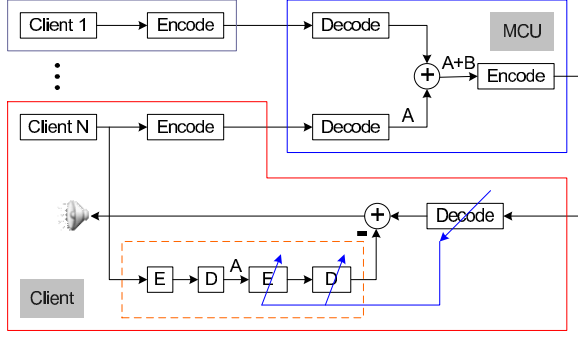 Client 1
Encode
Decode
MCU
A+B
Encode
Client N
Encode
Decode
A
Decode
E
D
A
E
D
Client